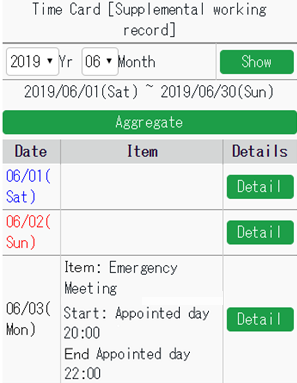 Time Card [Supplemental working
record]
2019 Yr 06 Month Show
2019/06/01(Sat) ~ 2019/06/30(Sun)
Aggregate
Date Item Details
06/01(
Sat)
Detail
06/02(
Sun)
Detail
06/03(
Mon)
Item: Emergency
Meeting
Start: Appointed day
20:00
End Appointed day
22:00
Detail